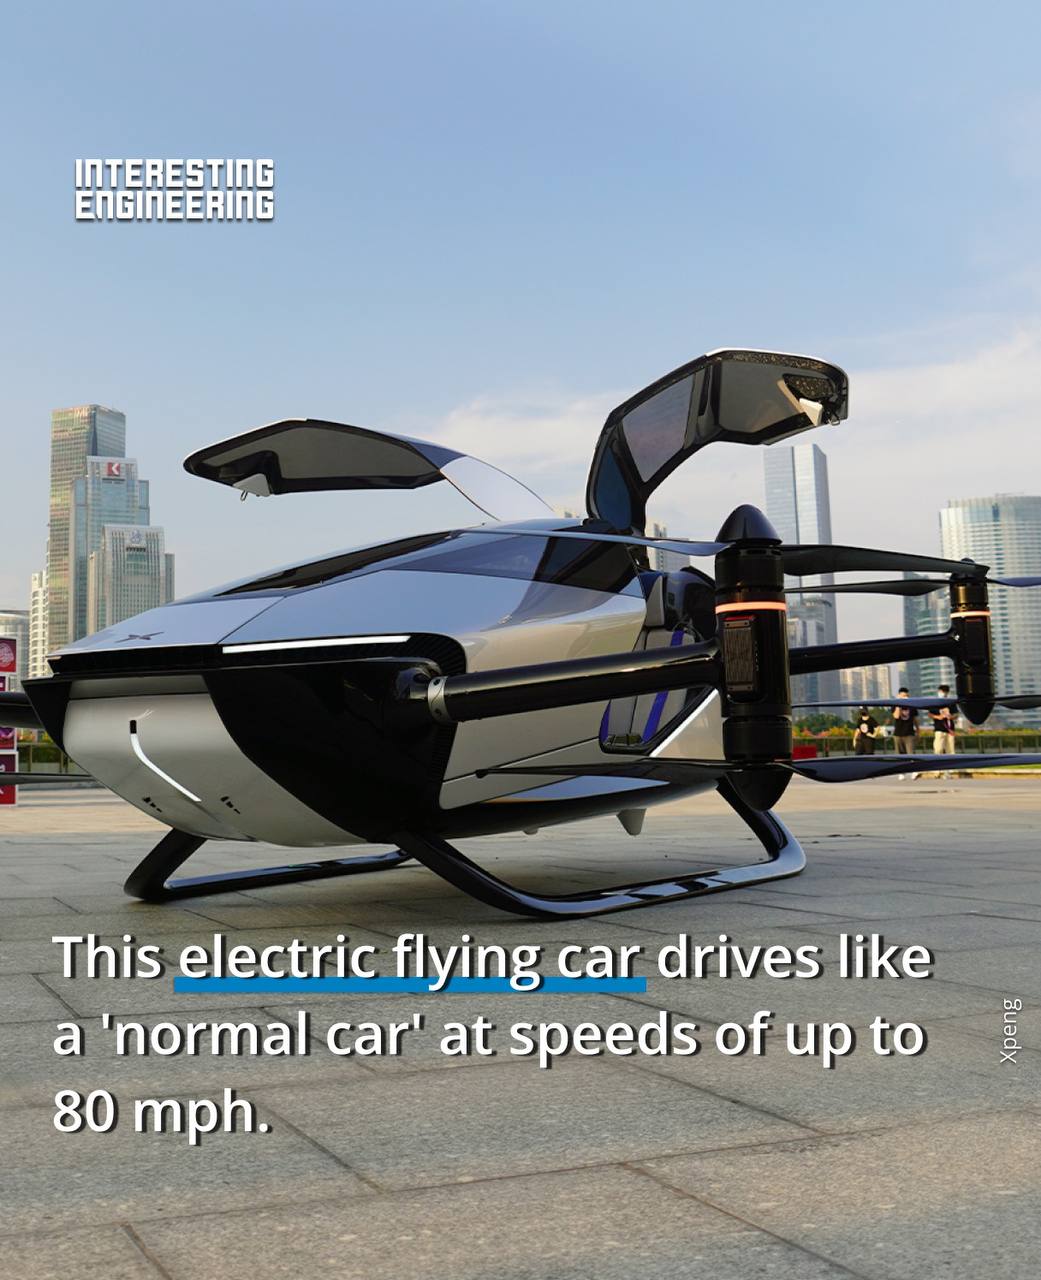 INTERESTING
ENGINEERING
This electric flying car drives like
a 'normal car' at speeds of up to
80 mph.
Xpeng